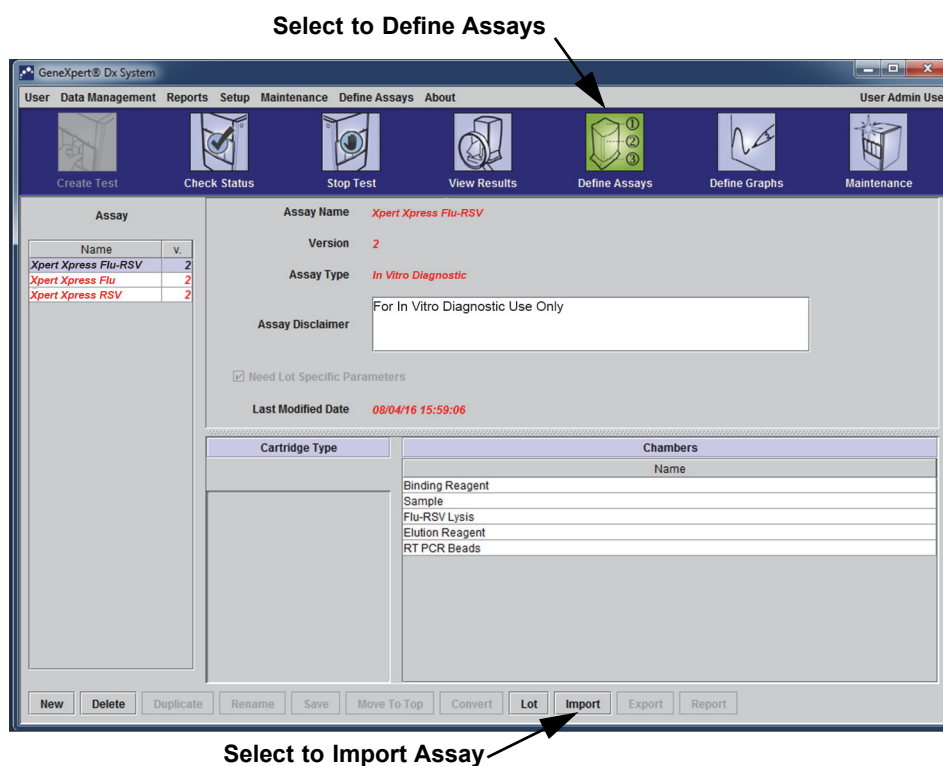 Select to Define Assays
GeneXpert® Dx System
User Data Management Reports Setup Maintenance Define Assays About User Admin Use
Create Test Check Status Stop Test View Results Define Assays Define Graphs Maintenance
①
②
③
Assay
Name v.
Xpert Xpress Flu-RSV 2
Xpert Xpress Flu 2
Xpert Xpress RSV 2
Assay Name Xpert Xpress Flu-RSV
Version 2
Assay Type In Vitro Diagnostic
Assay Disclaimer For In Vitro Diagnostic Use Only
Need Lot Specific Parameters
Last Modified Date 08/04/16 15:59:06
Cartridge Type
Chambers
Name
Binding Reagent
Sample
Flu-RSV Lysis
Elution Reagent
RT PCR Beads
New Delete Duplicate Rename Save Move To Top Convert Lot Import Export Report
Select to Import Assay